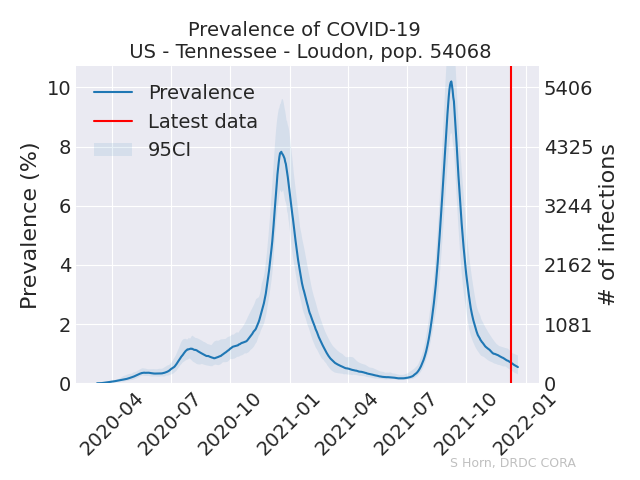 Prevalence of COVID-19
US - Tennessee - Loudon, pop. 54068
Prevalence
Latest data
95CI
Prevalence (%)
10
8
6
4
2
0
5406
4325
3244
2162
1081
0
# of infections
2020-04
2020-07
2020-10
2021-01
2021-04
2021-07
2021-10
2022-01
S Horn, DRDC CORA